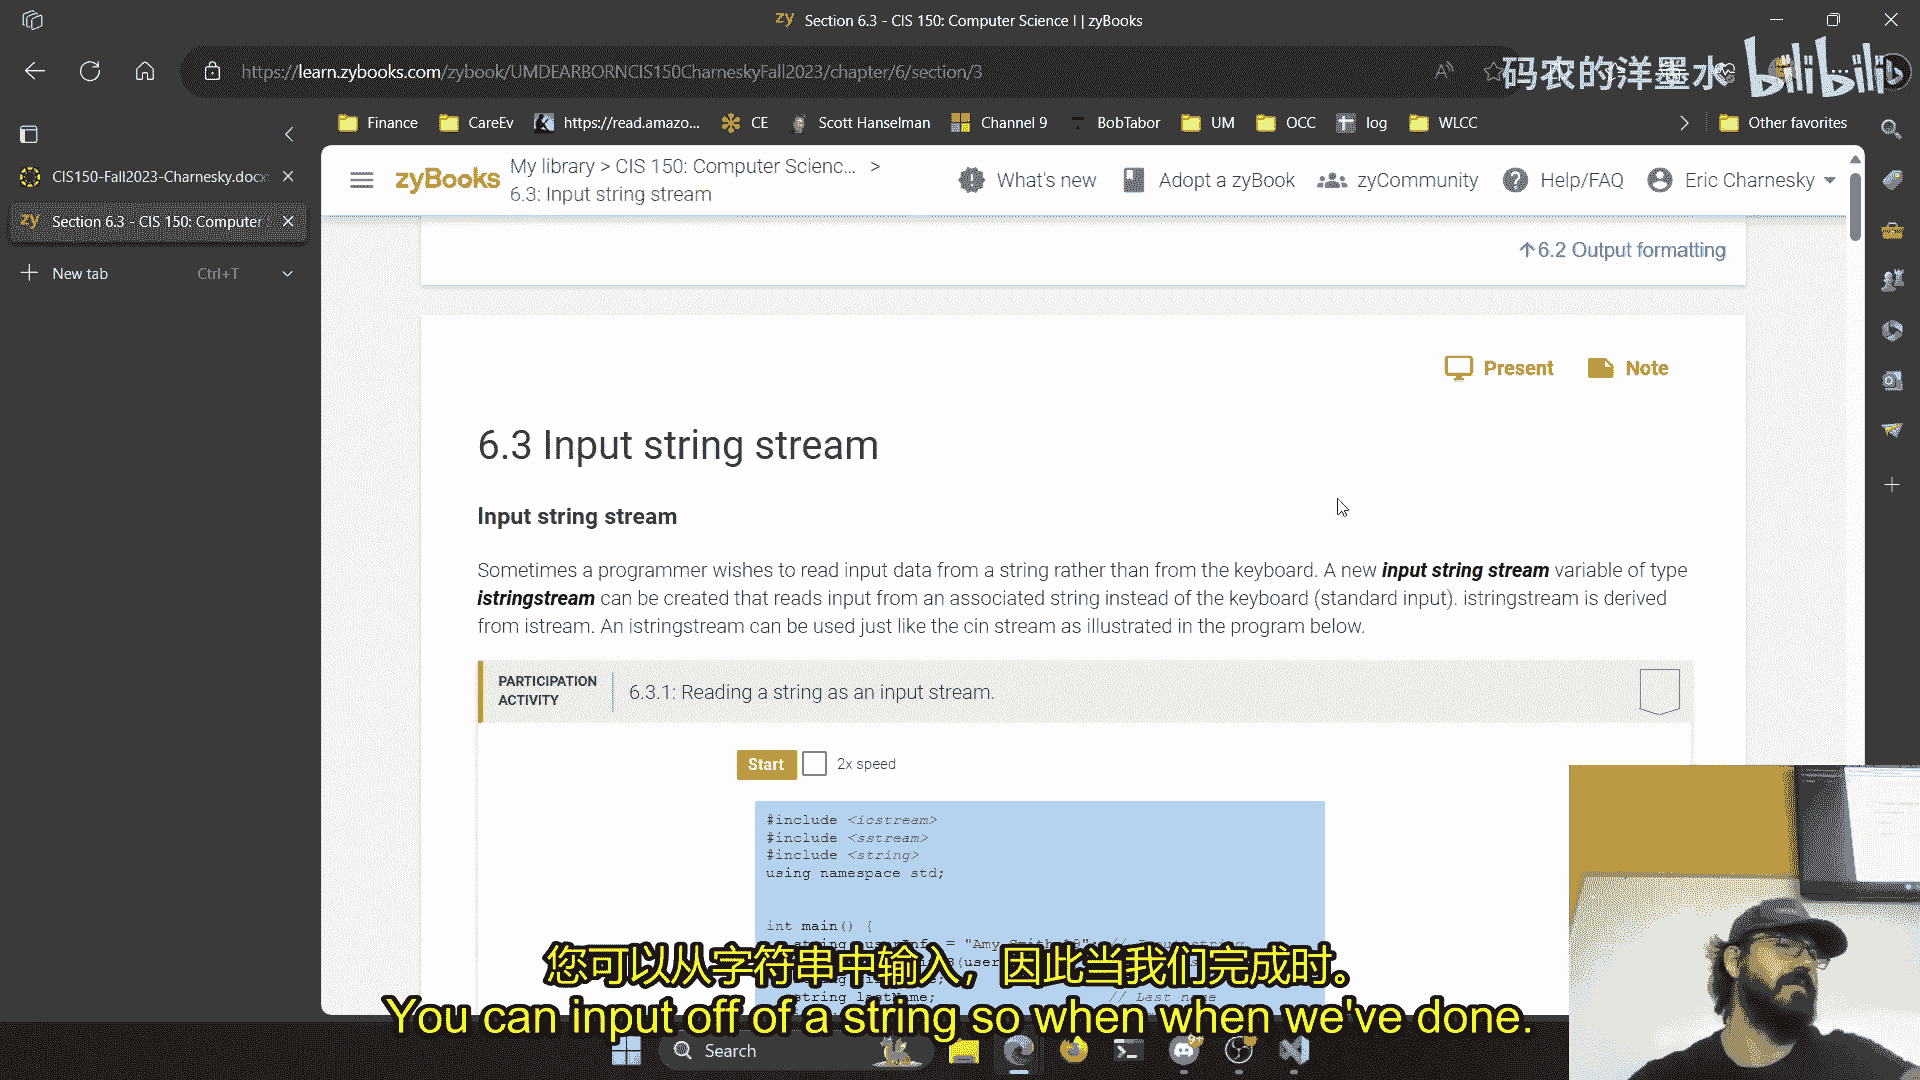 Section 6.3 - CIS 150: Computer Science I | zyBooks
https://learn.zybooks.com/zybook/UMDEARBORNCIS150CharneskyFall2023/chapter/6/section/3
码农的洋墨水 bilibili
Finance CareEv https://read.amazo... CE Scott Hanselman Channel 9 BobTabor UM OCC log WLCC Other favorites
CIS150-Fall2023-Charnesky.docx
Section 6.3 - CIS 150: Computer
New tab Ctrl+T
zyBooks
My library > CIS 150: Computer Scienc... >
6.3: Input string stream
What's new Adopt a zyBook zyCommunity Help/FAQ Eric Charnesky
6.2 Output formatting
Present Note
6.3 Input string stream
Input string stream
Sometimes a programmer wishes to read input data from a string rather than from the keyboard. A new input string stream variable of type
istringstream can be created that reads input from an associated string instead of the keyboard (standard input). istringstream is derived
from istream. An istringstream can be used just like the cin stream as illustrated in the program below.
PARTICIPATION
ACTIVITY
6.3.1: Reading a string as an input stream.
Start 2x speed
#include <iostream>
#include <sstream>
#include <string>
using namespace std;
int main() {
= "Amy Smith
string lastName; // Last name
您可以从字符串中输入，因此当我们完成时。
You can input off of a string so when when we've done.
Search
9+